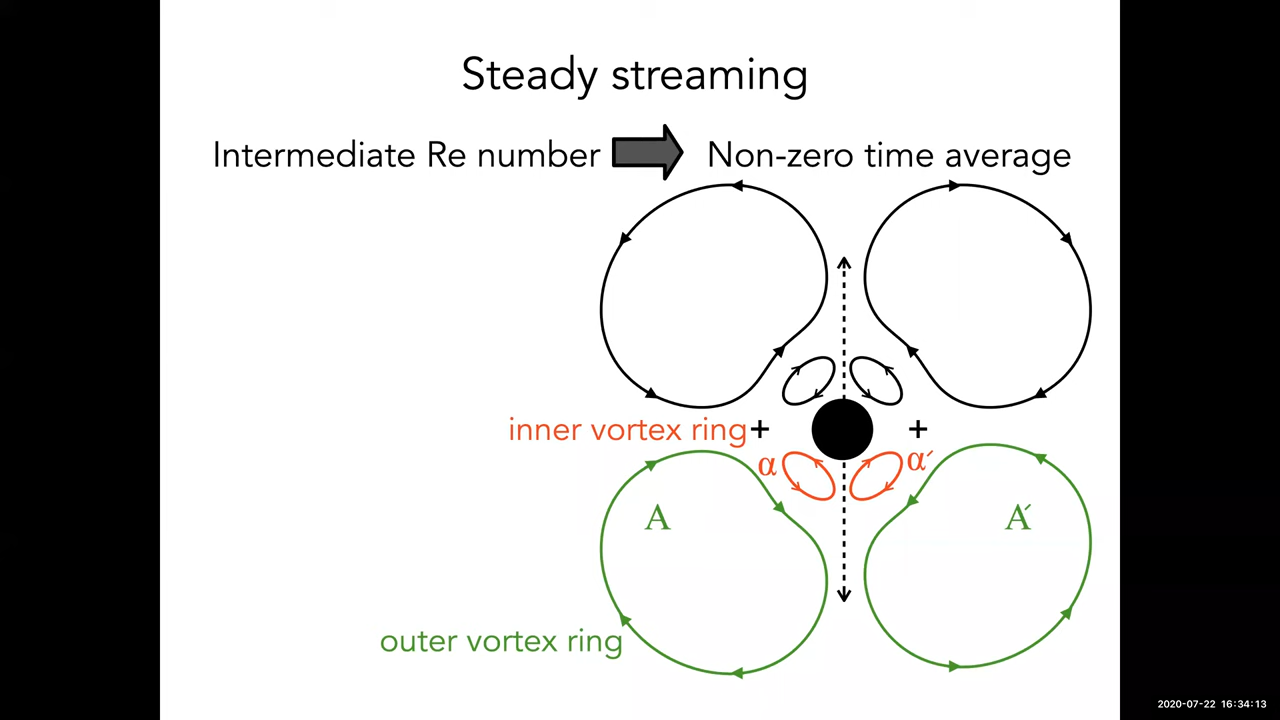 Steady streaming
Intermediate Re number
Non-zero time average
inner vortex ring
+
+
α
α´
A
A´
outer vortex ring
2020-07-22 16:34:13